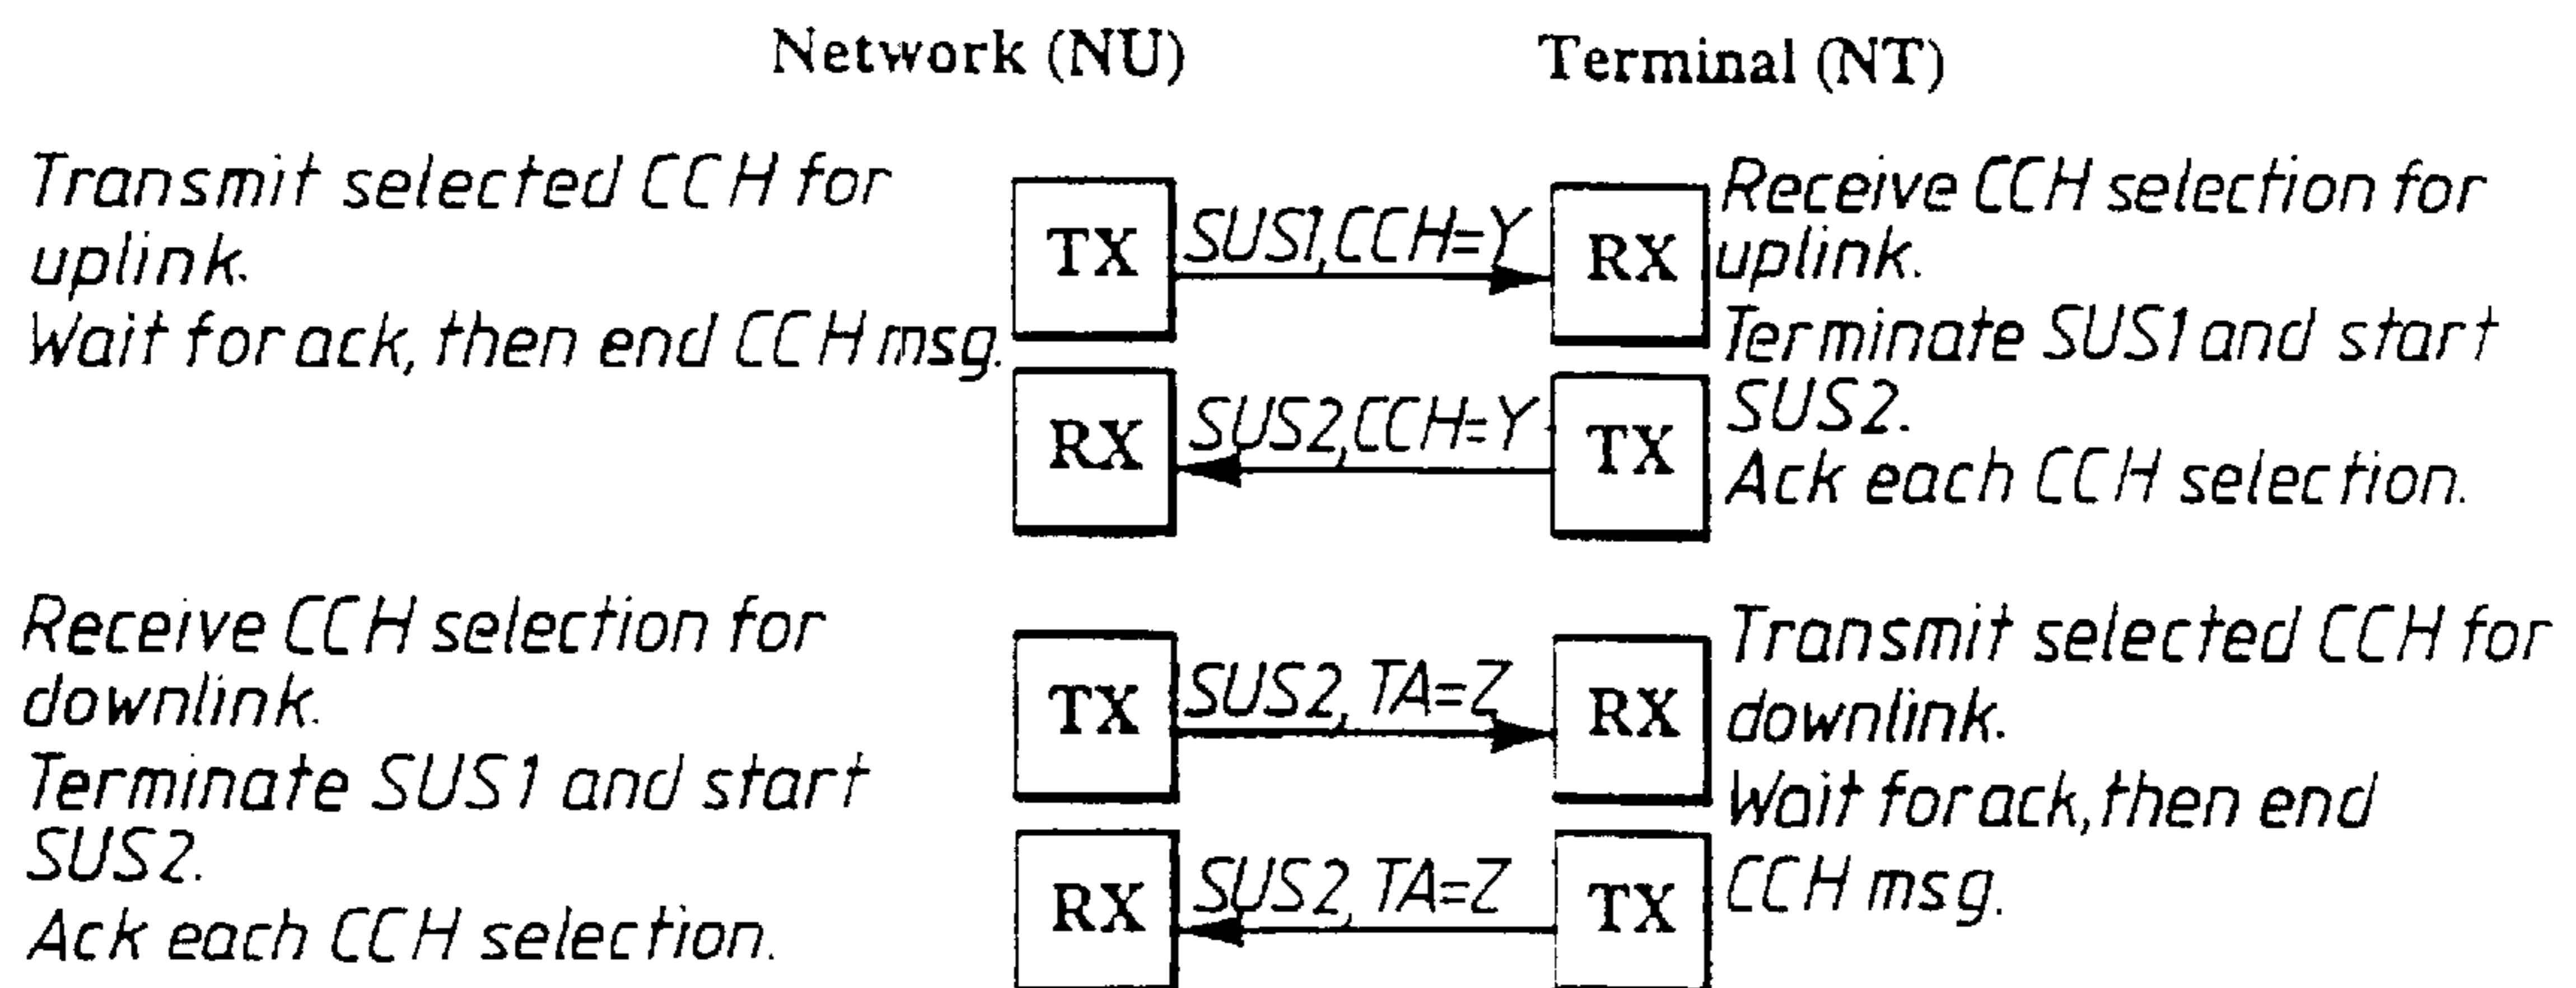 Network (NU)
Terminal (NT)
Transmit selected CCH for
uplink.
Wait for ack, then end CCH msg.
TX
SUS1,CCH=Y
RX
Receive CCH selection for
uplink.
Terminate SUS1 and start
SUS2.
Ack each CCH selection.
RX
SUS2,CCH=Y
TX
Receive CCH selection for
downlink.
Terminate SUS1 and start
SUS2.
Ack each CCH selection.
TX
SUS2, TA=Z
RX
Transmit selected CCH for
downlink.
Wait for ack, then end
CCH msg.
RX
SUS2, TA=Z
TX